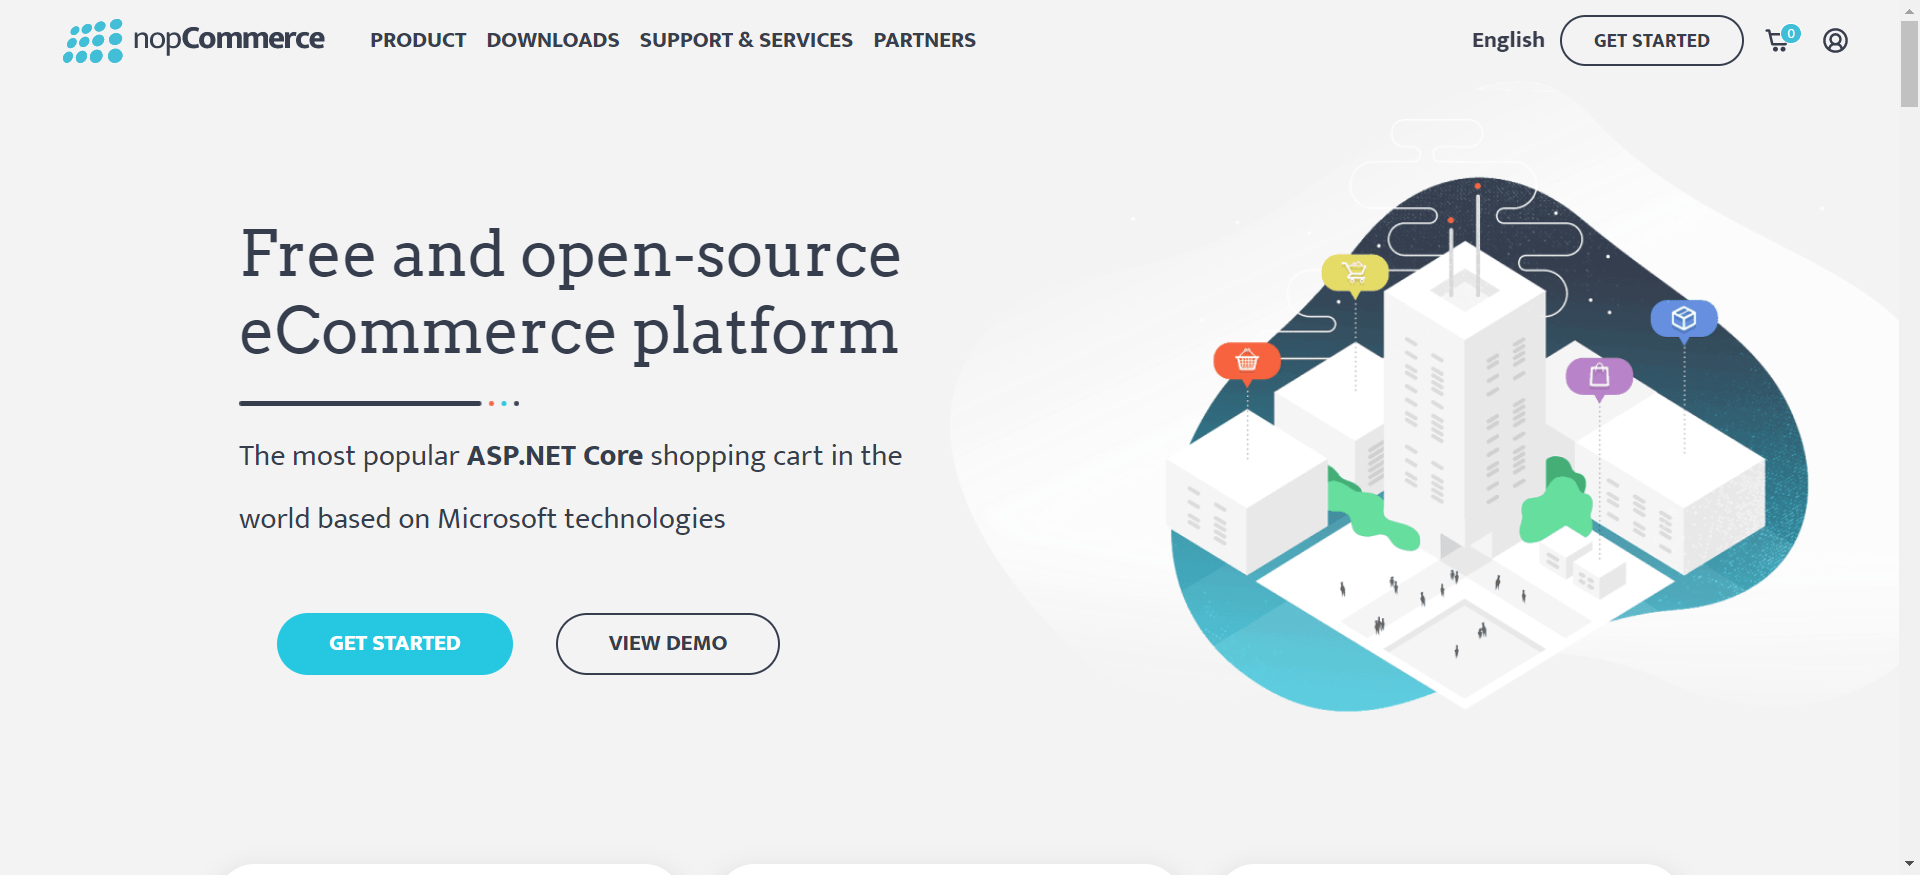 nopCommerce
PRODUCT DOWNLOADS SUPPORT & SERVICES PARTNERS
English GET STARTED 0
Free and open-source
eCommerce platform
The most popular ASP.NET Core shopping cart in the
world based on Microsoft technologies
GET STARTED VIEW DEMO